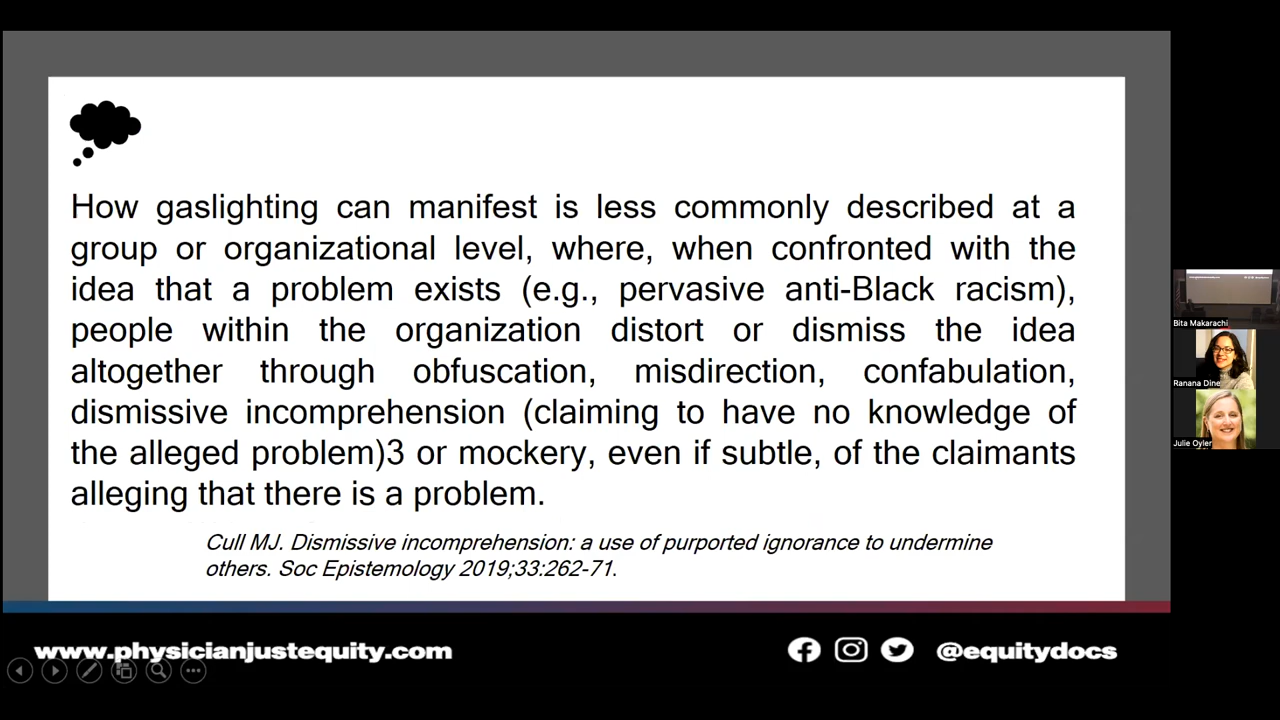 How gaslighting can manifest is less commonly described at a
group or organizational level, where, when confronted with the
idea that a problem exists (e.g., pervasive anti-Black racism),
people within the organization distort or dismiss the idea
altogether through obfuscation, misdirection, confabulation,
dismissive incomprehension (claiming to have no knowledge of
the alleged problem)3 or mockery, even if subtle, of the claimants
alleging that there is a problem.
Cull MJ. Dismissive incomprehension: a use of purported ignorance to undermine
others. Soc Epistemology 2019;33:262-71.
www.physicianjustequity.com
@equitydocs
Bita Makarachi
Ranana Dine
Julie Oyler